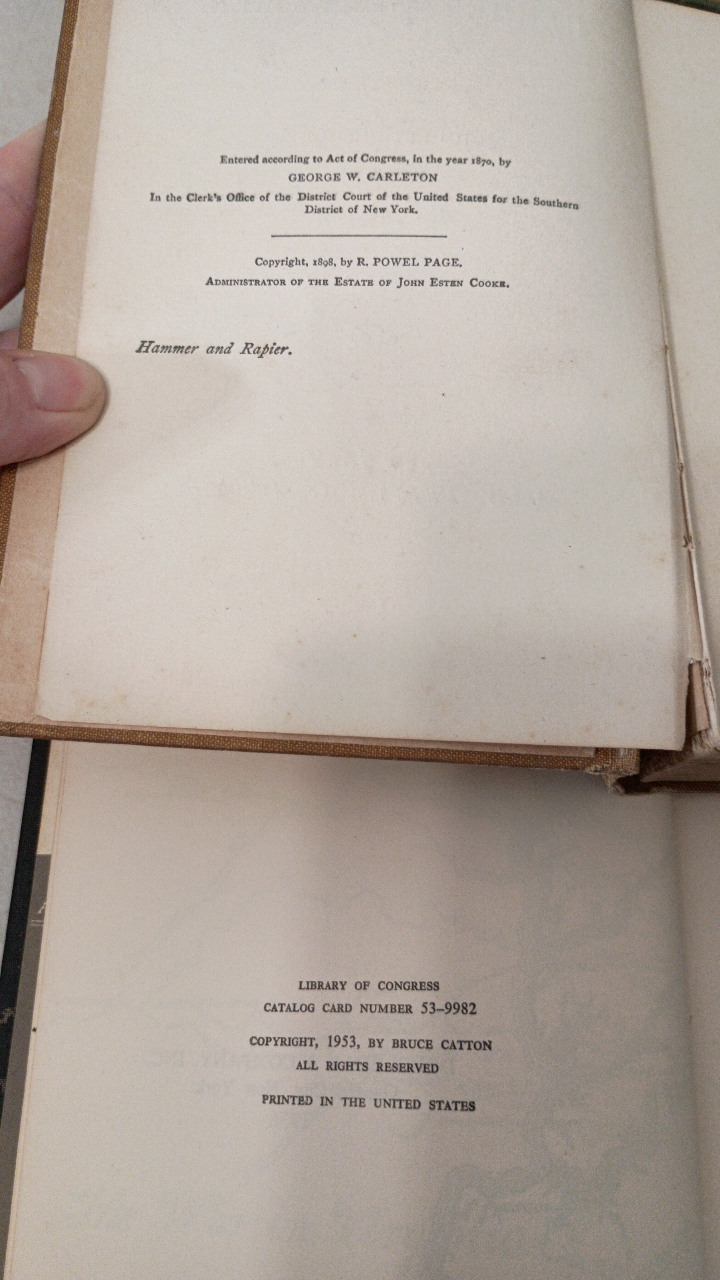 Entered according to Act of Congress, in the year 1870, by
GEORGE W. CARLETON
In the Clerk's Office of the District Court of the United States for the Southern
District of New York.
Copyright, 1898, by R. POWEL PAGE.
Administrator of the Estate of John Esten Cooke.
Hammer and Rapier.
LIBRARY OF CONGRESS
CATALOG CARD NUMBER 53–9982
COPYRIGHT, 1953, BY BRUCE CATTON
ALL RIGHTS RESERVED
PRINTED IN THE UNITED STATES